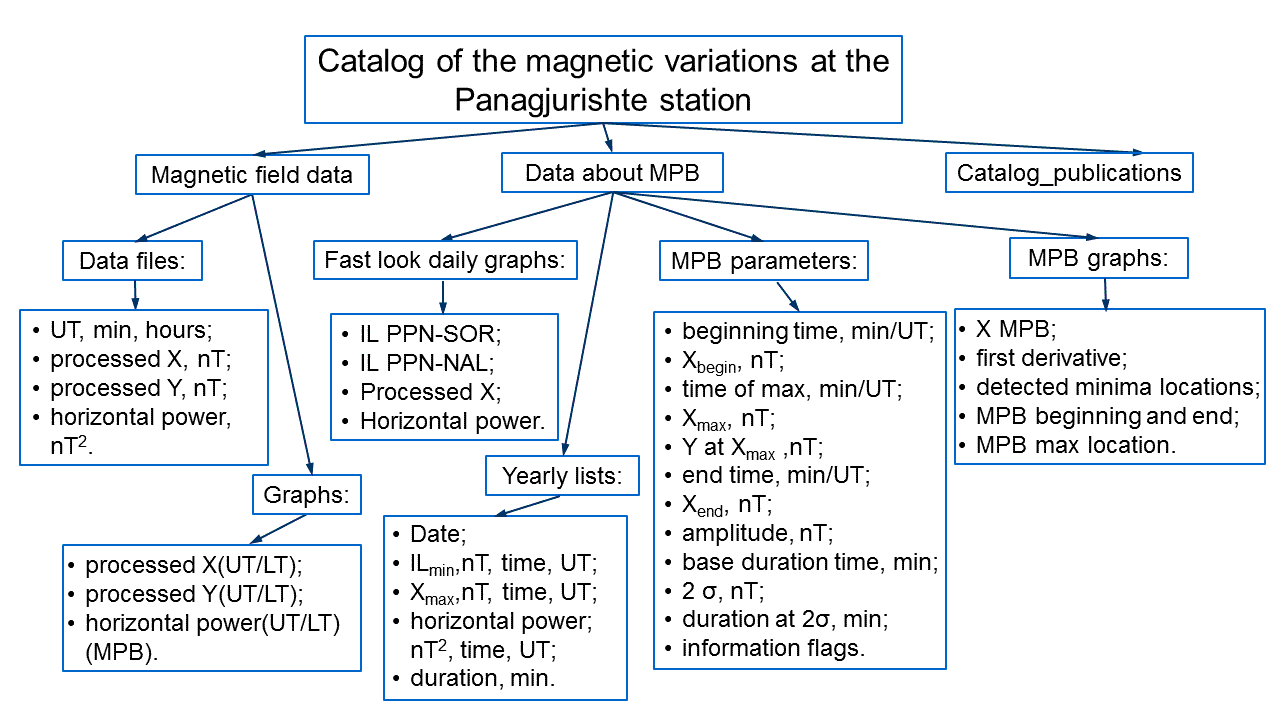 Catalog of the magnetic variations at the
Panagjurishte station
Magnetic field data
Data about MPB
Catalog_publications
Data files:
• UT, min, hours;
• processed X, nT;
• processed Y, nT;
• horizontal power,
nT².
Graphs:
• processed X(UT/LT);
• processed Y(UT/LT);
• horizontal power(UT/LT)
(MPB).
Fast look daily graphs:
• IL PPN-SOR;
• IL PPN-NAL;
• Processed X;
• Horizontal power.
Yearly lists:
• Date;
• ILmin,nT, time, UT;
• Xmax,nT, time, UT;
• horizontal power;
nT², time, UT;
• duration, min.
MPB parameters:
• beginning time, min/UT;
• Xbegin, nT;
• time of max, min/UT;
• Xmax, nT;
• Y at Xmax ,nT;
• end time, min/UT;
• Xend, nT;
• amplitude, nT;
• base duration time, min;
• 2 σ, nT;
• duration at 2σ, min;
• information flags.
MPB graphs:
• X MPB;
• first derivative;
• detected minima locations;
• MPB beginning and end;
• MPB max location.